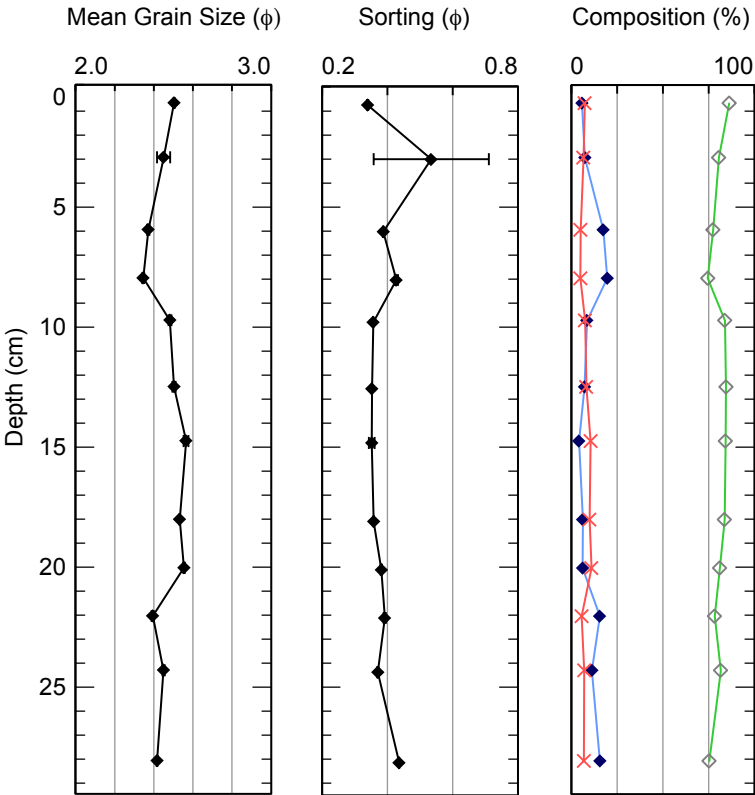 Mean Grain Size (ϕ)
Sorting (ϕ)
Composition (%)
2.0 3.0
0.2 0.8
0 100
0
5
10
15
20
25
Depth (cm)